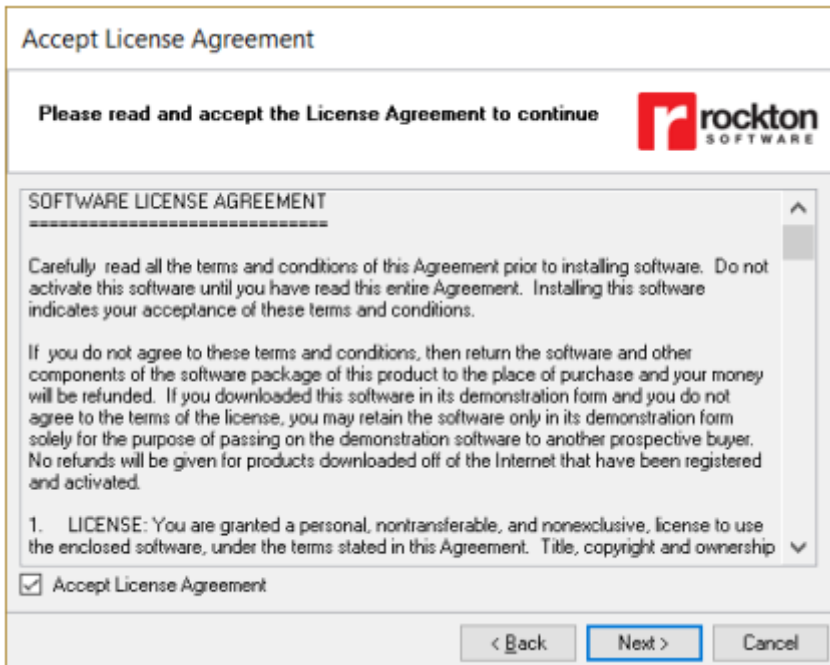 Accept License Agreement
Please read and accept the License Agreement to continue
rockton
SOFTWARE
SOFTWARE LICENSE AGREEMENT
==============================
Carefully  read all the terms and conditions of this Agreement prior to installing software.  Do not
activate this software until you have read this entire Agreement.  Installing this software
indicates your acceptance of these terms and conditions.
If  you do not agree to these terms and conditions, then return the software and other
components of the software package of this product to the place of purchase and your money
will be refunded.  If you downloaded this software in its demonstration form and you do not
agree to the terms of the license, you may retain the software only in its demonstration form
solely for the purpose of passing on the demonstration software to another prospective buyer.
No refunds will be given for products downloaded off of the Internet that have been registered
and activated.
1.    LICENSE: You are granted a personal, nontransferable, and nonexclusive, license to use
the enclosed software, under the terms stated in this Agreement.  Title, copyright and ownership
Accept License Agreement
< Back
Next >
Cancel